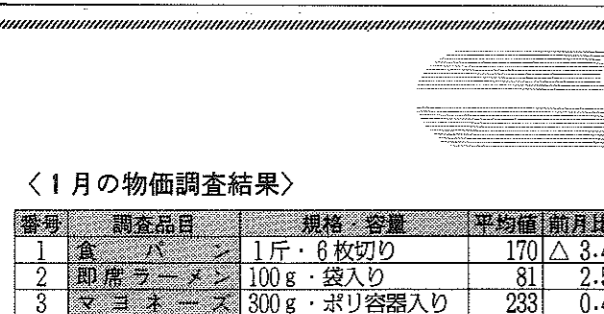 〈1月の物価調査結果〉
番号 調査品目 規格・容量 平均値 前月比
1 食パン 1斤・6枚切り 170 △ 3.4
2 即席ラーメン 100g・袋入り 81 2.5
3 マヨネーズ 300g・ポリ容器入り 233 0.4